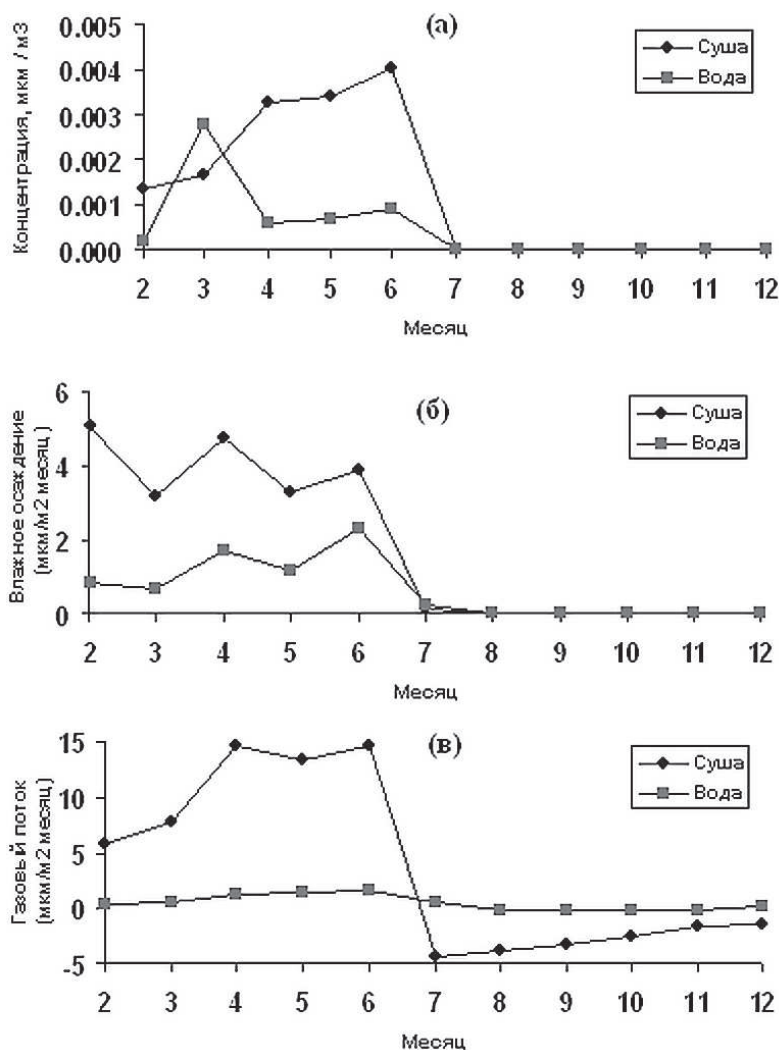 (а)
Концентрация, мкм / м3
0.005
0.004
0.003
0.002
0.001
0.000
2 3 4 5 6 7 8 9 10 11 12
Месяц
Суша
Вода
(б)
Влажное осаждение
(мкм/м2 месяц)
6
4
2
0
2 3 4 5 6 7 8 9 10 11 12
Месяц
Суша
Вода
(в)
Газовый поток
(мкм/м2 месяц)
15
10
5
0
-5
2 3 4 5 6 7 8 9 10 11 12
Месяц
Суша
Вода